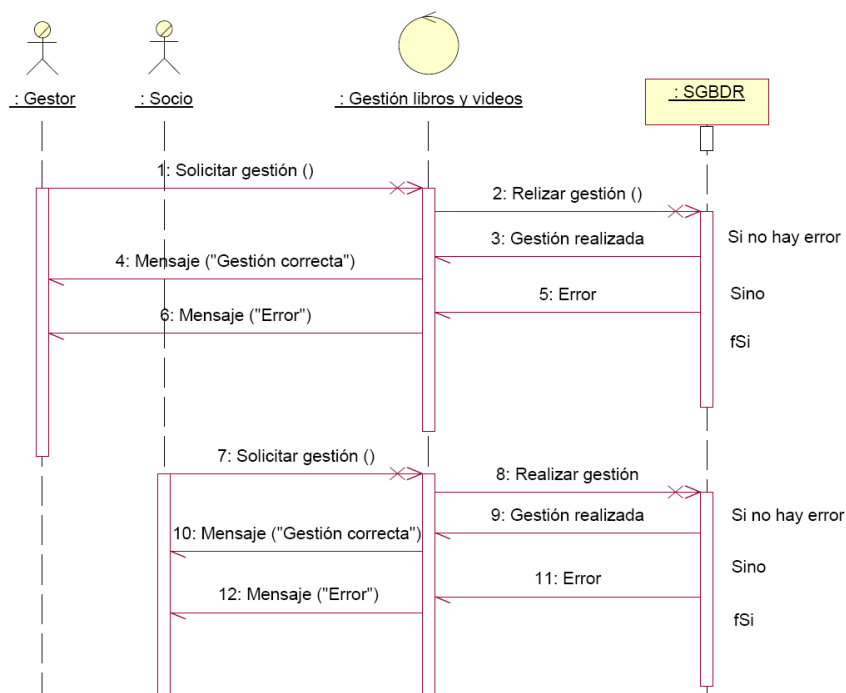 : Gestor
: Socio
: Gestión libros y videos
: SGBDR
1: Solicitar gestión ()
2: Relizar gestión ()
3: Gestión realizada
Si no hay error
4: Mensaje ("Gestión correcta")
5: Error
Sino
6: Mensaje ("Error")
fSi
7: Solicitar gestión ()
8: Realizar gestión
9: Gestión realizada
Si no hay error
10: Mensaje ("Gestión correcta")
Sino
11: Error
12: Mensaje ("Error")
fSi